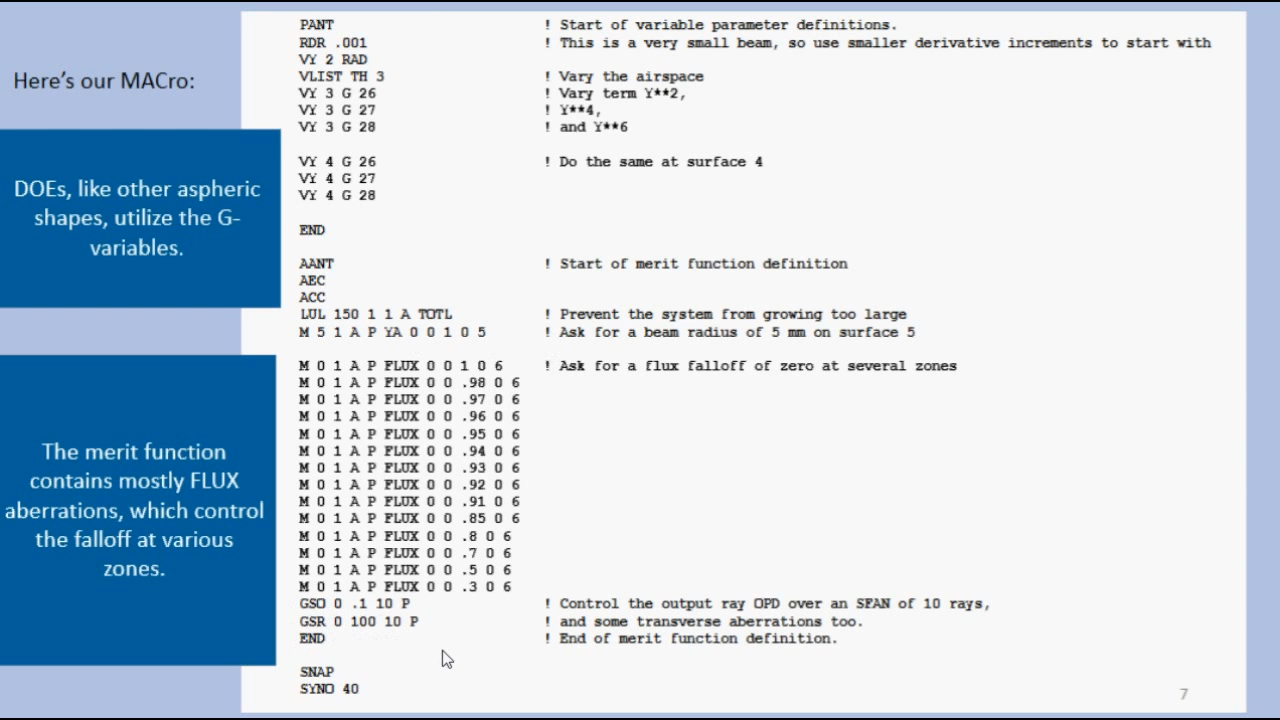 Here's our MACro:
DOEs, like other aspheric
shapes, utilize the G-
variables.
The merit function
contains mostly FLUX
aberrations, which control
the falloff at various
zones.
PANT ! Start of variable parameter definitions.
RDR .001 ! This is a very small beam, so use smaller derivative increments to start with
VY 2 RAD
VLIST TH 3 ! Vary the airspace
VY 3 G 26 ! Vary term Y**2,
VY 3 G 27 ! Y**4,
VY 3 G 28 ! and Y**6
VY 4 G 26 ! Do the same at surface 4
VY 4 G 27
VY 4 G 28
END
AANT ! Start of merit function definition
AEC
ACC
LUL 150 1 1 A TOTL ! Prevent the system from growing too large
M 5 1 A P YA 0 0 1 0 5 ! Ask for a beam radius of 5 mm on surface 5
M 0 1 A P FLUX 0 0 1 0 6 ! Ask for a flux falloff of zero at several zones
M 0 1 A P FLUX 0 0 .98 0 6
M 0 1 A P FLUX 0 0 .97 0 6
M 0 1 A P FLUX 0 0 .96 0 6
M 0 1 A P FLUX 0 0 .95 0 6
M 0 1 A P FLUX 0 0 .94 0 6
M 0 1 A P FLUX 0 0 .93 0 6
M 0 1 A P FLUX 0 0 .92 0 6
M 0 1 A P FLUX 0 0 .91 0 6
M 0 1 A P FLUX 0 0 .85 0 6
M 0 1 A P FLUX 0 0 .8 0 6
M 0 1 A P FLUX 0 0 .7 0 6
M 0 1 A P FLUX 0 0 .5 0 6
M 0 1 A P FLUX 0 0 .3 0 6
GSO 0 .1 10 P ! Control the output ray OPD over an SFAN of 10 rays,
GSR 0 100 10 P ! and some transverse aberrations too.
END ! End of merit function definition.
SNAP
SYNO 40
7